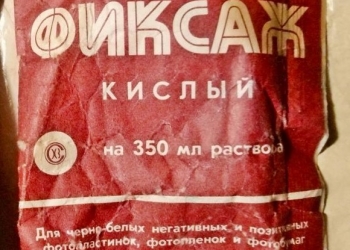 ФИКСАЖ
КИСЛЫЙ
на 350 мл раствора
Для черно-белых негативных и позитивных
фотопластинок, фотопленок и фотобумаг